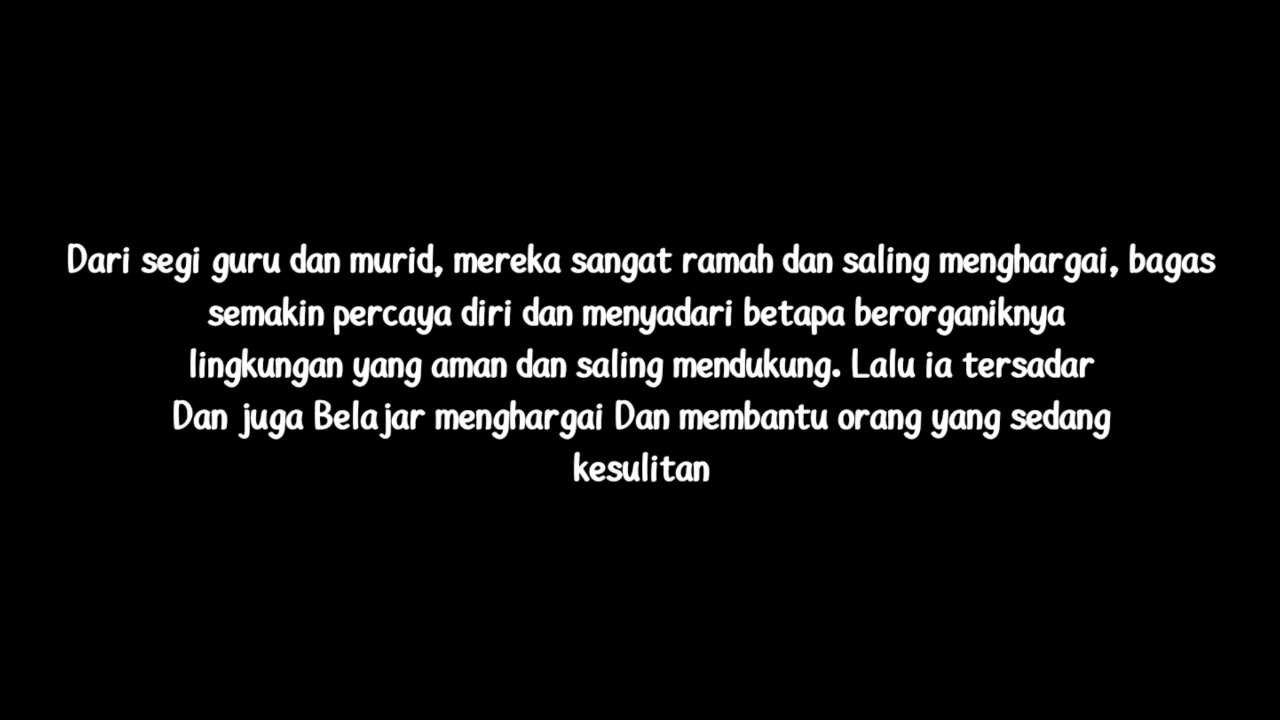 Dari segi guru dan murid, mereka sangat ramah dan saling menghargai, bagas
semakin percaya diri dan menyadari betapa berorganiknya
lingkungan yang aman dan saling mendukung. Lalu ia tersadar
Dan juga Belajar menghargai Dan membantu orang yang sedang
kesulitan